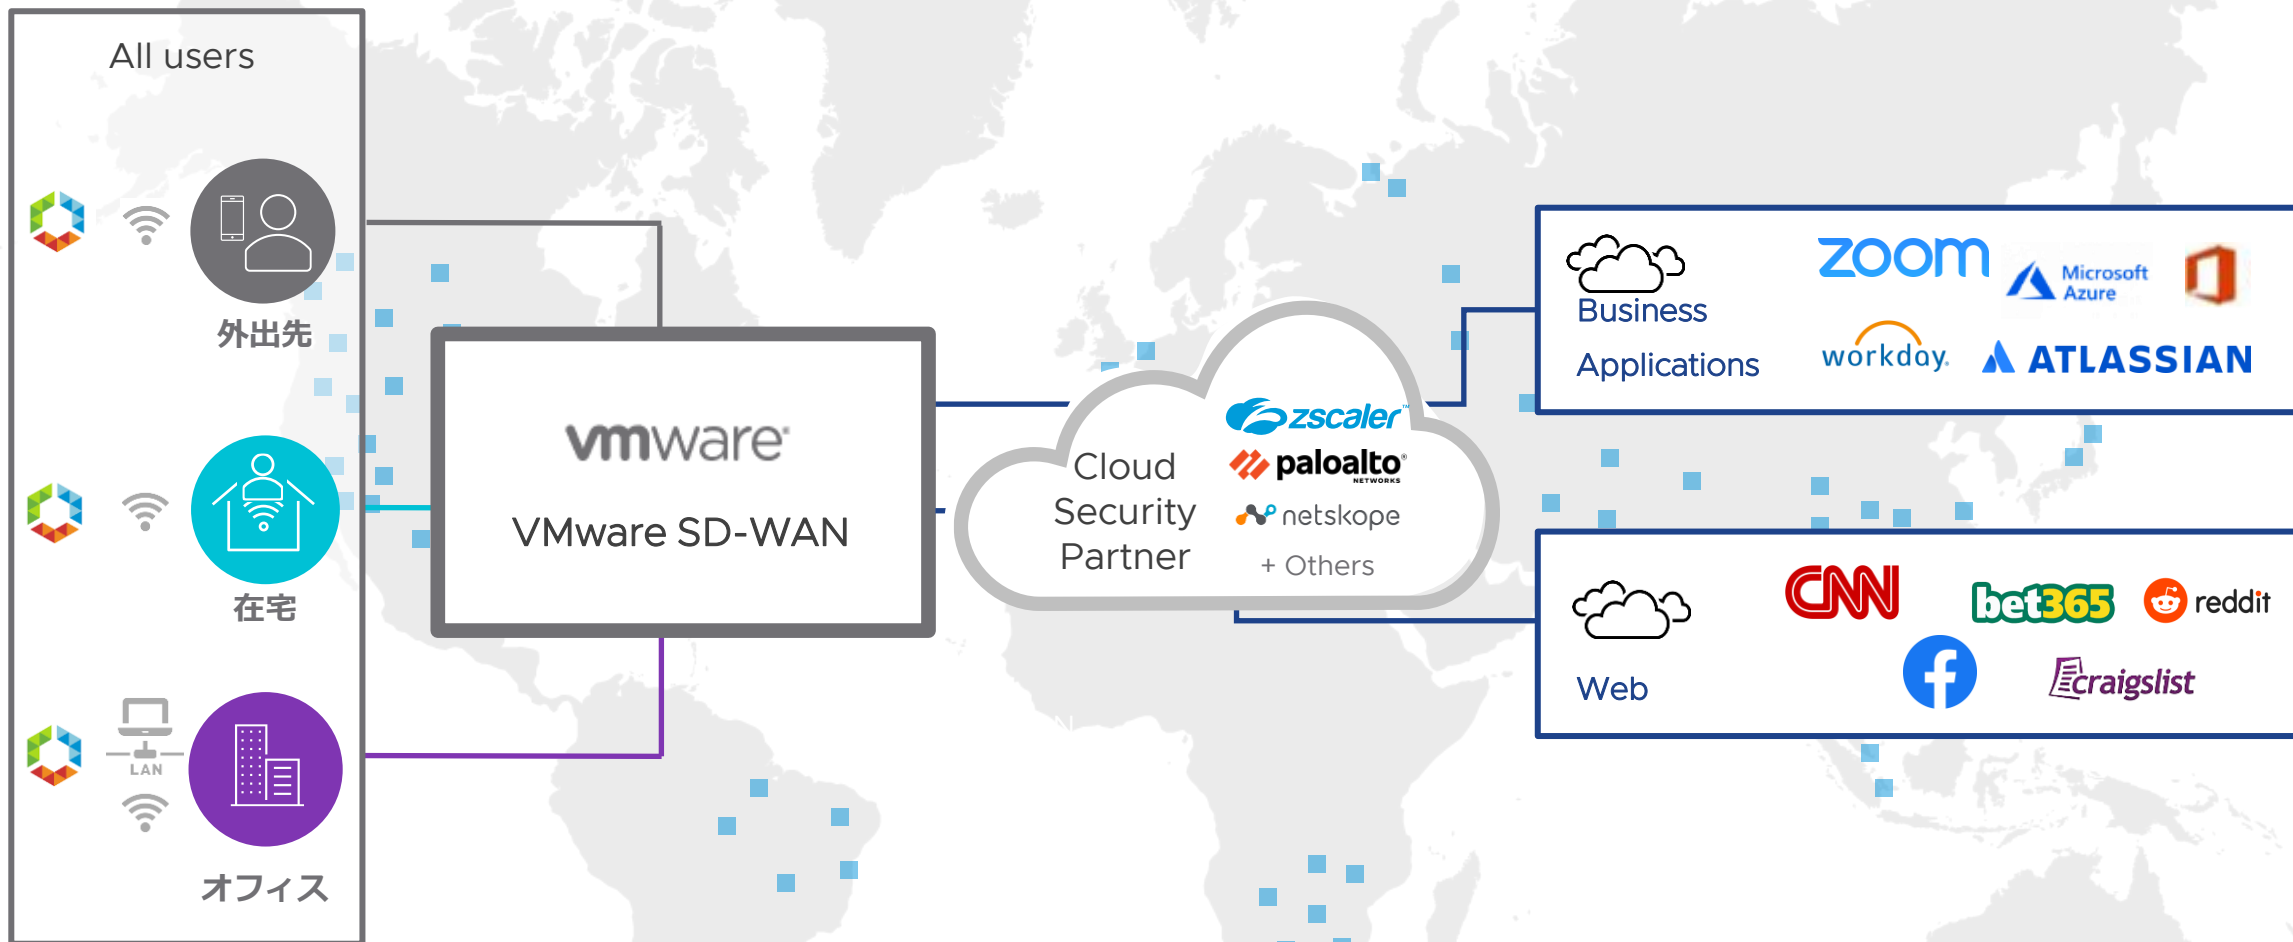 All users
外出先
在宅
LAN
オフィス
vmware®
VMware SD-WAN
Cloud
Security
Partner
zscaler™
paloalto®
NETWORKS
netskope
+ Others
Business
Applications
zoom
Microsoft
Azure
workday.
ATLASSIAN
Web
CNN
bet365
reddit
craigslist
N